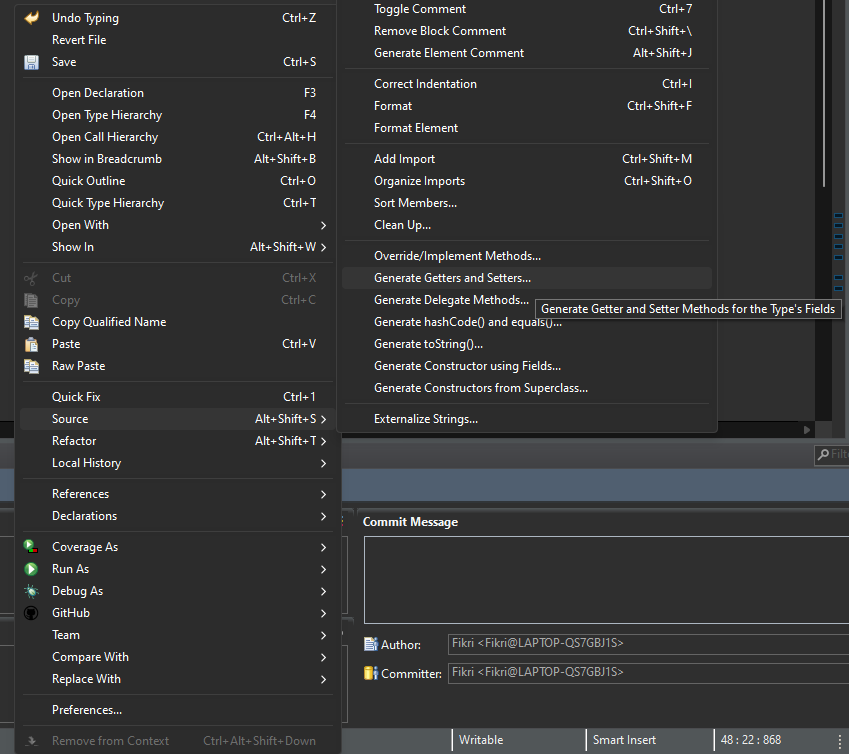 Undo Typing Ctrl+Z
Revert File
Save Ctrl+S
Open Declaration F3
Open Type Hierarchy F4
Open Call Hierarchy Ctrl+Alt+H
Show in Breadcrumb Alt+Shift+B
Quick Outline Ctrl+O
Quick Type Hierarchy Ctrl+T
Open With
Show In Alt+Shift+W
Cut Ctrl+X
Copy Ctrl+C
Copy Qualified Name
Paste Ctrl+V
Raw Paste
Quick Fix Ctrl+1
Source Alt+Shift+S
Refactor Alt+Shift+T
Local History
References
Declarations
Coverage As
Run As
Debug As
GitHub
Team
Compare With
Replace With
Preferences...
Remove from Context Ctrl+Alt+Shift+Down
Toggle Comment Ctrl+7
Remove Block Comment Ctrl+Shift+\
Generate Element Comment Alt+Shift+J
Correct Indentation Ctrl+I
Format Ctrl+Shift+F
Format Element
Add Import Ctrl+Shift+M
Organize Imports Ctrl+Shift+O
Sort Members...
Clean Up...
Override/Implement Methods...
Generate Getters and Setters...
Generate Delegate Methods...
Generate Getter and Setter Methods for the Type's Fields
Generate hashCode() and equals()...
Generate toString()...
Generate Constructor using Fields...
Generate Constructors from Superclass...
Externalize Strings...
Filt
Commit Message
Author: Fikri <Fikri@LAPTOP-QS7GBJ1S>
Committer: Fikri <Fikri@LAPTOP-QS7GBJ1S>
Writable Smart Insert 48 : 22 : 868